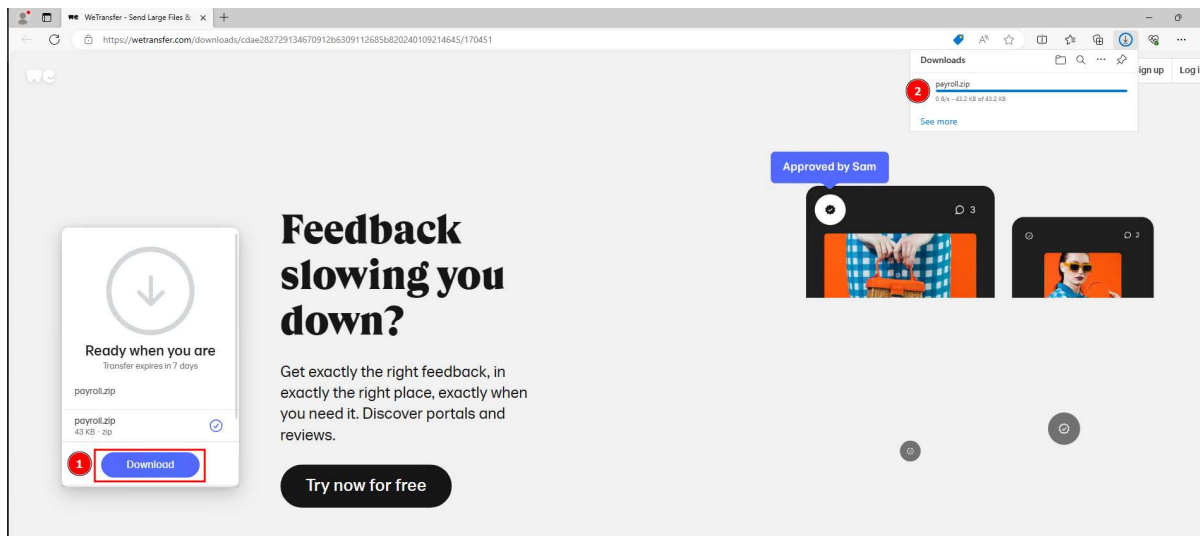 WeTransfer - Send Large Files &
https://wetransfer.com/downloads/cdae282729134670912b6309112685b820240109214645/170451
we
Sign up Log i
Downloads
2
payroll.zip
0 B/s - 43.2 KB of 43.2 KB
See more
Approved by Sam
3
2
Feedback
slowing you
down?
Get exactly the right feedback, in
exactly the right place, exactly when
you need it. Discover portals and
reviews.
Try now for free
Ready when you are
Transfer expires in 7 days
payroll.zip
payroll.zip
43 KB · zip
1
Download